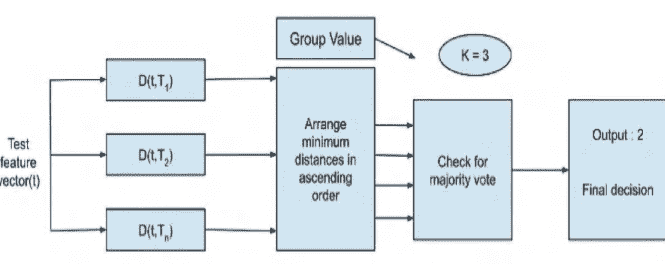 Group Value
K = 3
D(t,T1)
Test
feature
vector(t)
D(t,T2)
D(t,Tn)
Arrange
minimum
distances in
ascending
order
Check for
majority vote
Output : 2
Final decision